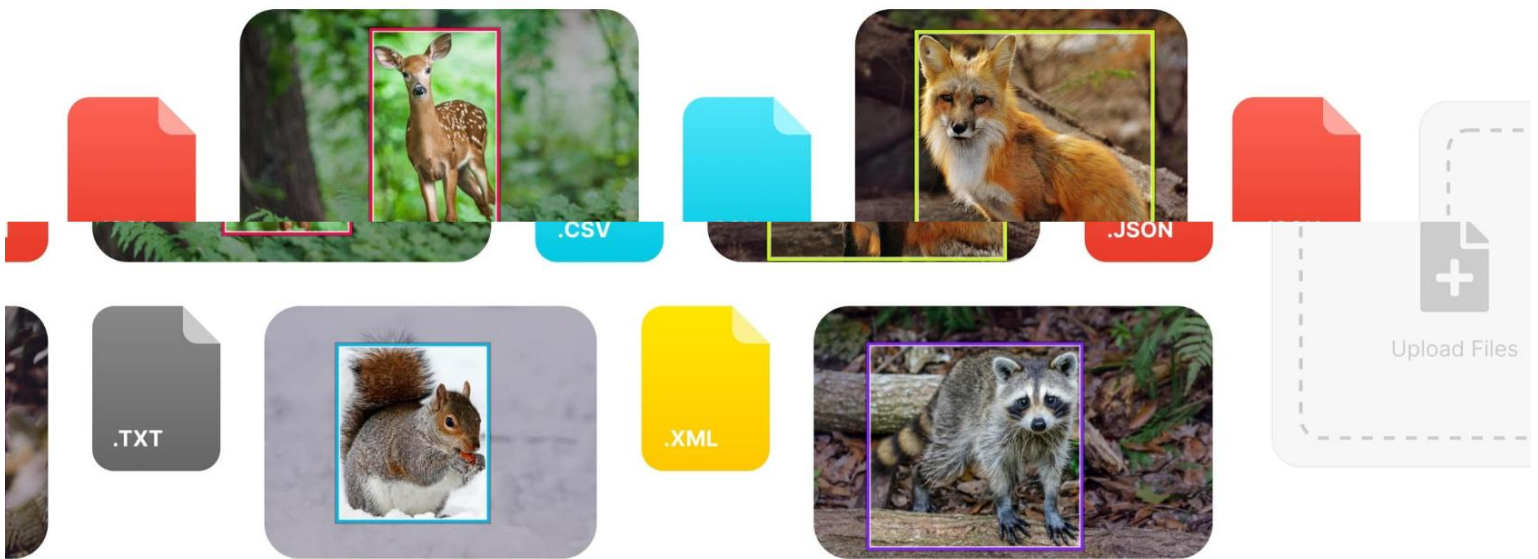 .CSV
.JSON
Upload Files
.TXT
.XML